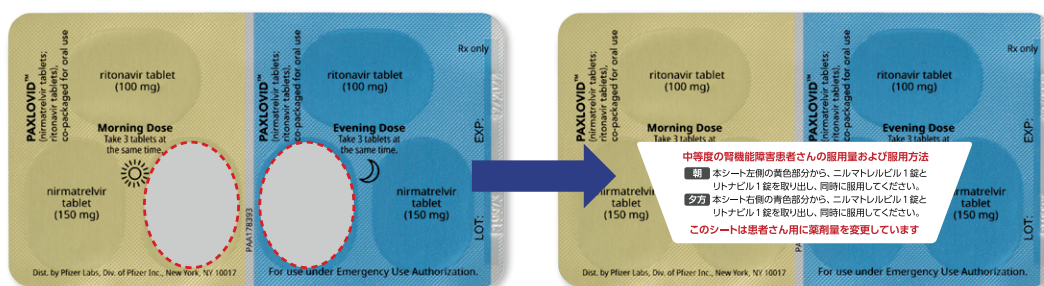 PAXLOVID™
(nirmatrelvir tablets;
ritonavir tablets),
co-packaged for oral use
ritonavir tablet
(100 mg)
Morning Dose
Take 3 tablets at
the same time.
nirmatrelvir
(150 mg)
PAXLOVID™
(nirmatrelvir tablets;
ritonavir tablets),
co-packaged for oral use
Rx only
ritonavir tablet
(100 mg)
Evening Dose
Take 3 tablets at
the same time.
nirmatrelvir
(150 mg)
EXP:
LOT:
PAA178393
Dist. by Pfizer Labs, Div. of Pfizer Inc., New York, NY 10017
For use under Emergency Use Authorization.
PAXLOVID™
(nirmatrelvir tablets;
ritonavir tablets),
co-packaged for oral use
ritonavir tablet
(100 mg)
Morning Dose
Take 3 tablets at
nirmatrelvir
(150 mg)
PAXLOVID™
(nirmatrelvir tablets;
ritonavir tablets),
co-packaged for oral use
Rx only
ritonavir tablet
(100 mg)
Evening Dose
Take 3 tablets at
中等度の腎機能障害患者さんの服用量および服用方法
朝 本シート左側の黄色部分から、ニルマトレルビル1錠と
リトナビル1錠を取り出し、同時に服用してください。
夕方 本シート右側の青色部分から、ニルマトレルビル1錠と
リトナビル1錠を取り出し、同時に服用してください。
このシートは患者さん用に薬剤量を変更しています
nirmatrelvir
(150 mg)
EXP:
LOT:
Dist. by Pfizer Labs, Div. of Pfizer Inc., New York, NY 10017
For use under Emergency Use Authorization.